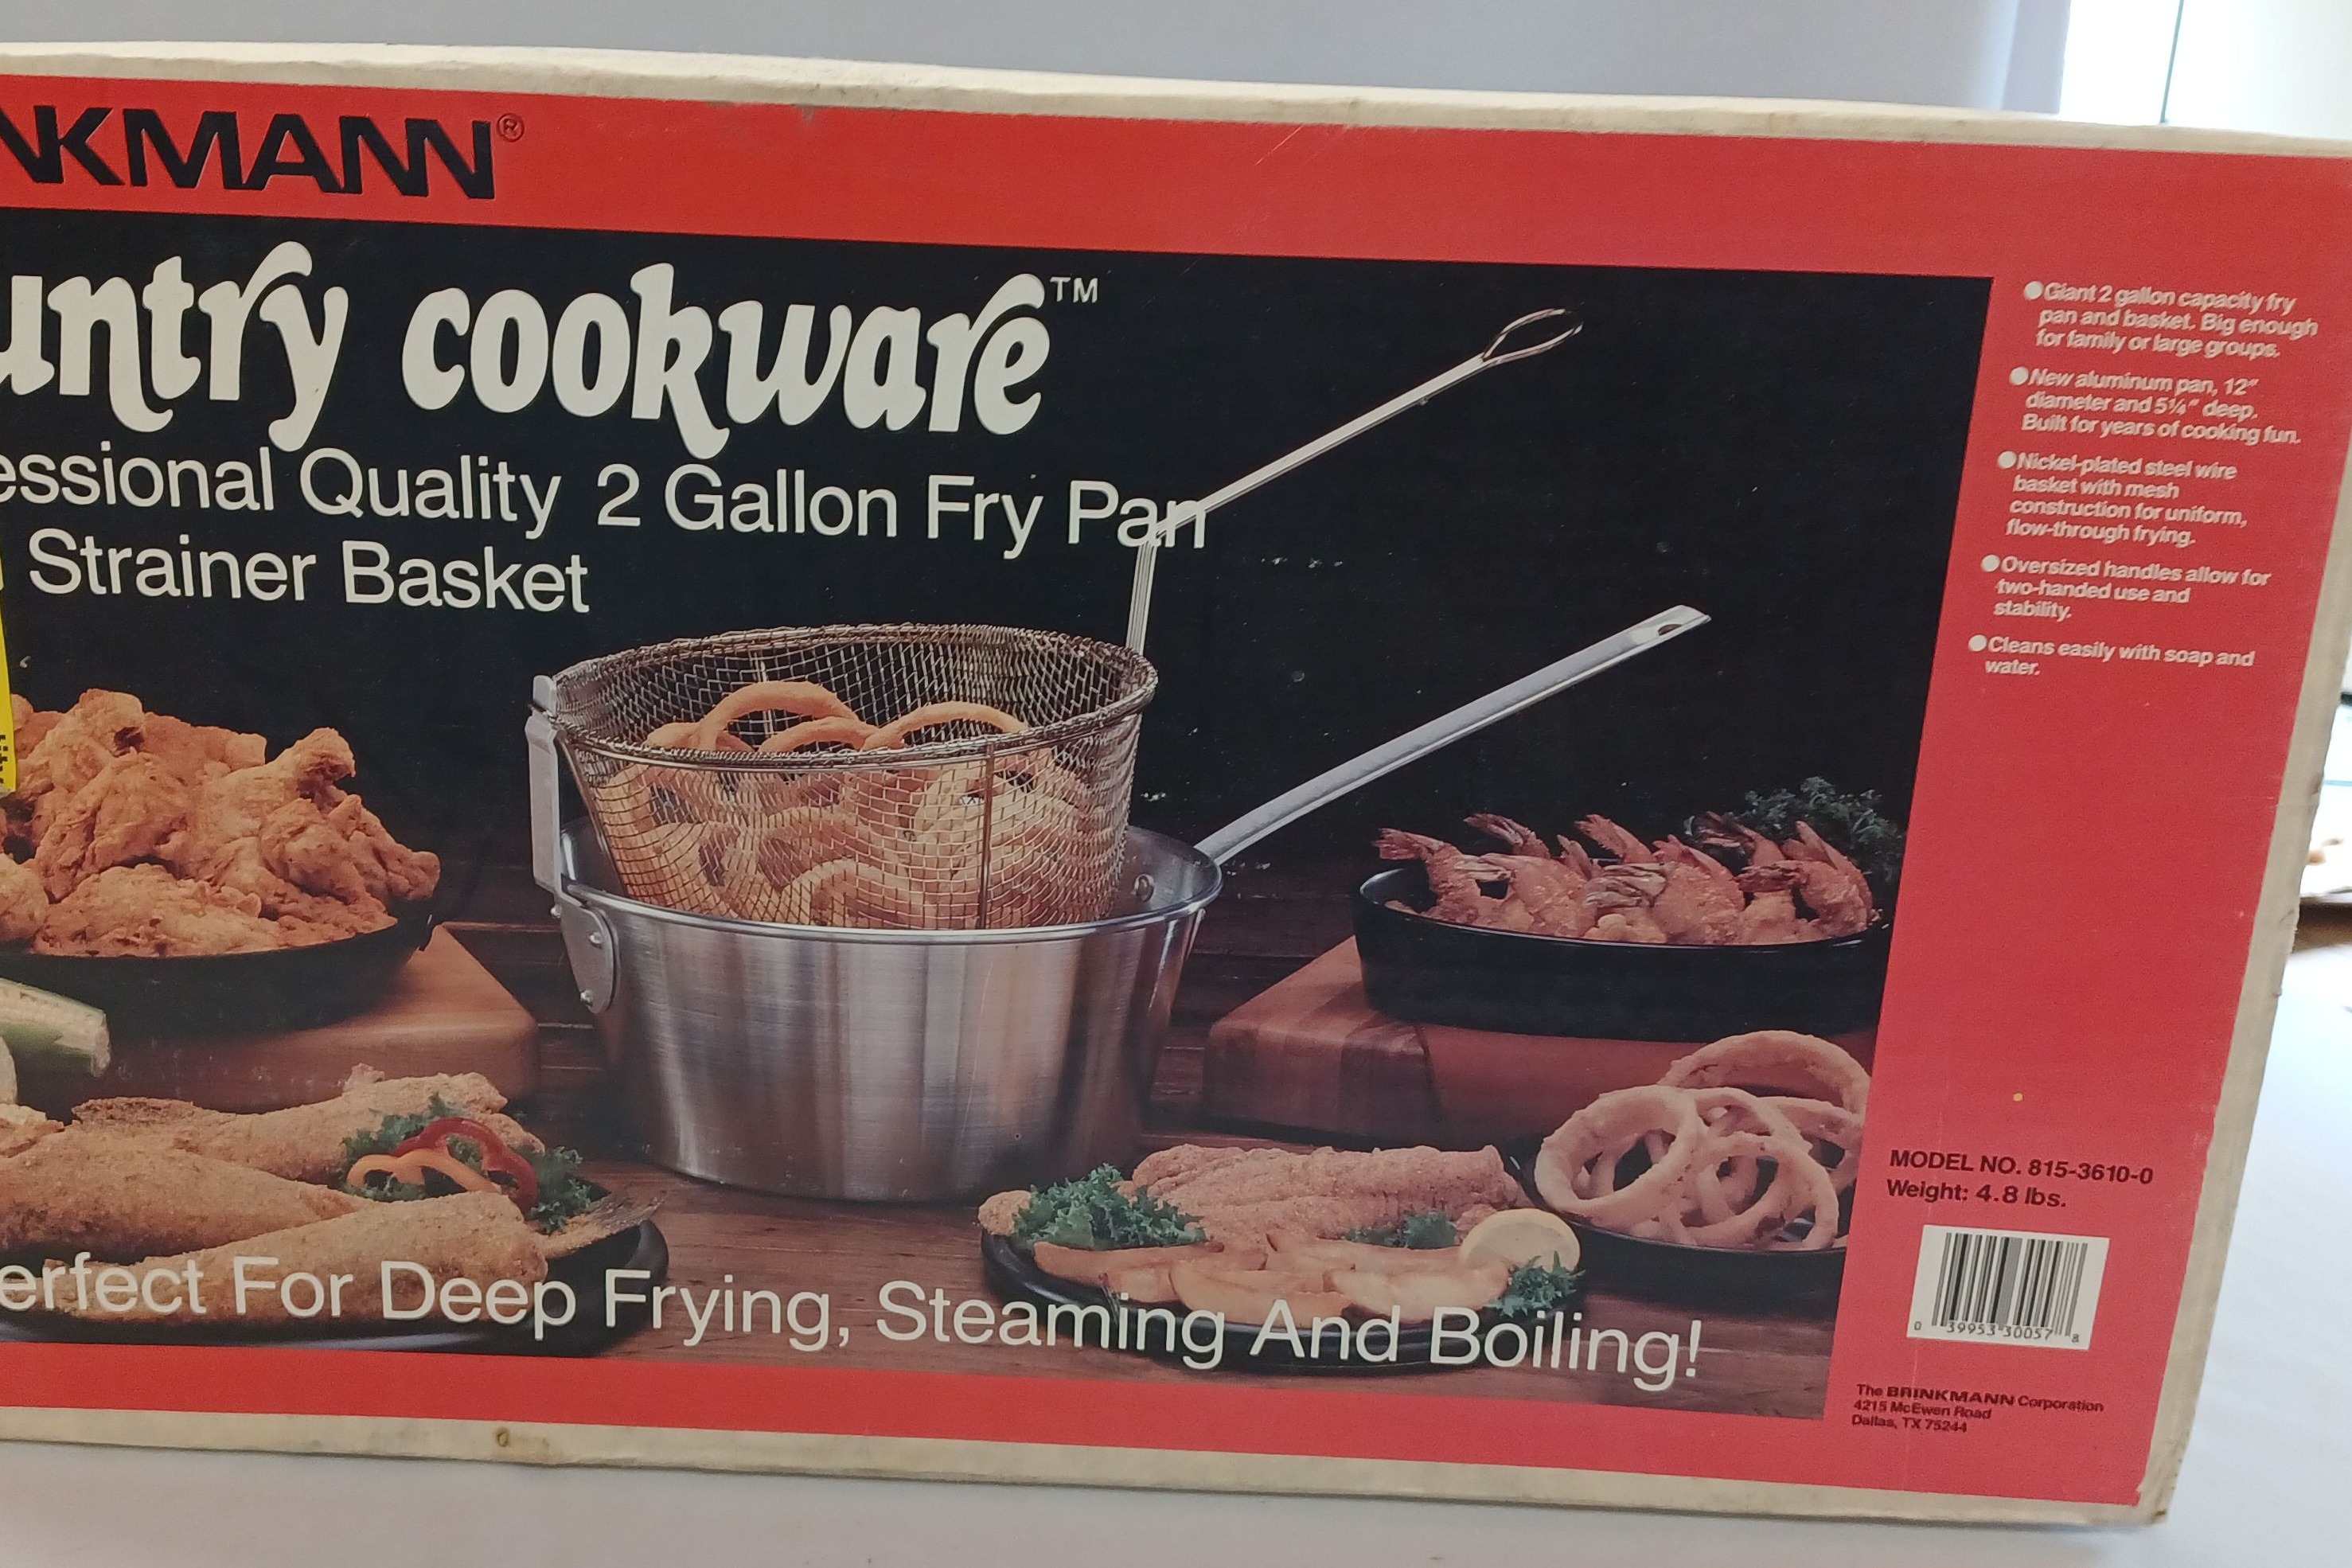 NKMANN®
untry cookware™
essional Quality 2 Gallon Fry Pan
Strainer Basket
●Giant 2 gallon capacity fry
pan and basket. Big enough
for family or large groups.
●New aluminum pan, 12"
diameter and 5¼" deep.
Built for years of cooking fun.
●Nickel-plated steel wire
basket with mesh
construction for uniform,
flow-through frying.
●Oversized handles allow for
two-handed use and
stability.
●Cleans easily with soap and
water.
erfect For Deep Frying, Steaming And Boiling!
MODEL NO. 815-3610-0
Weight: 4.8 lbs.
0 39953 30057 8
The BRINKMANN Corporation
4215 McEwen Road
Dallas, TX 75244